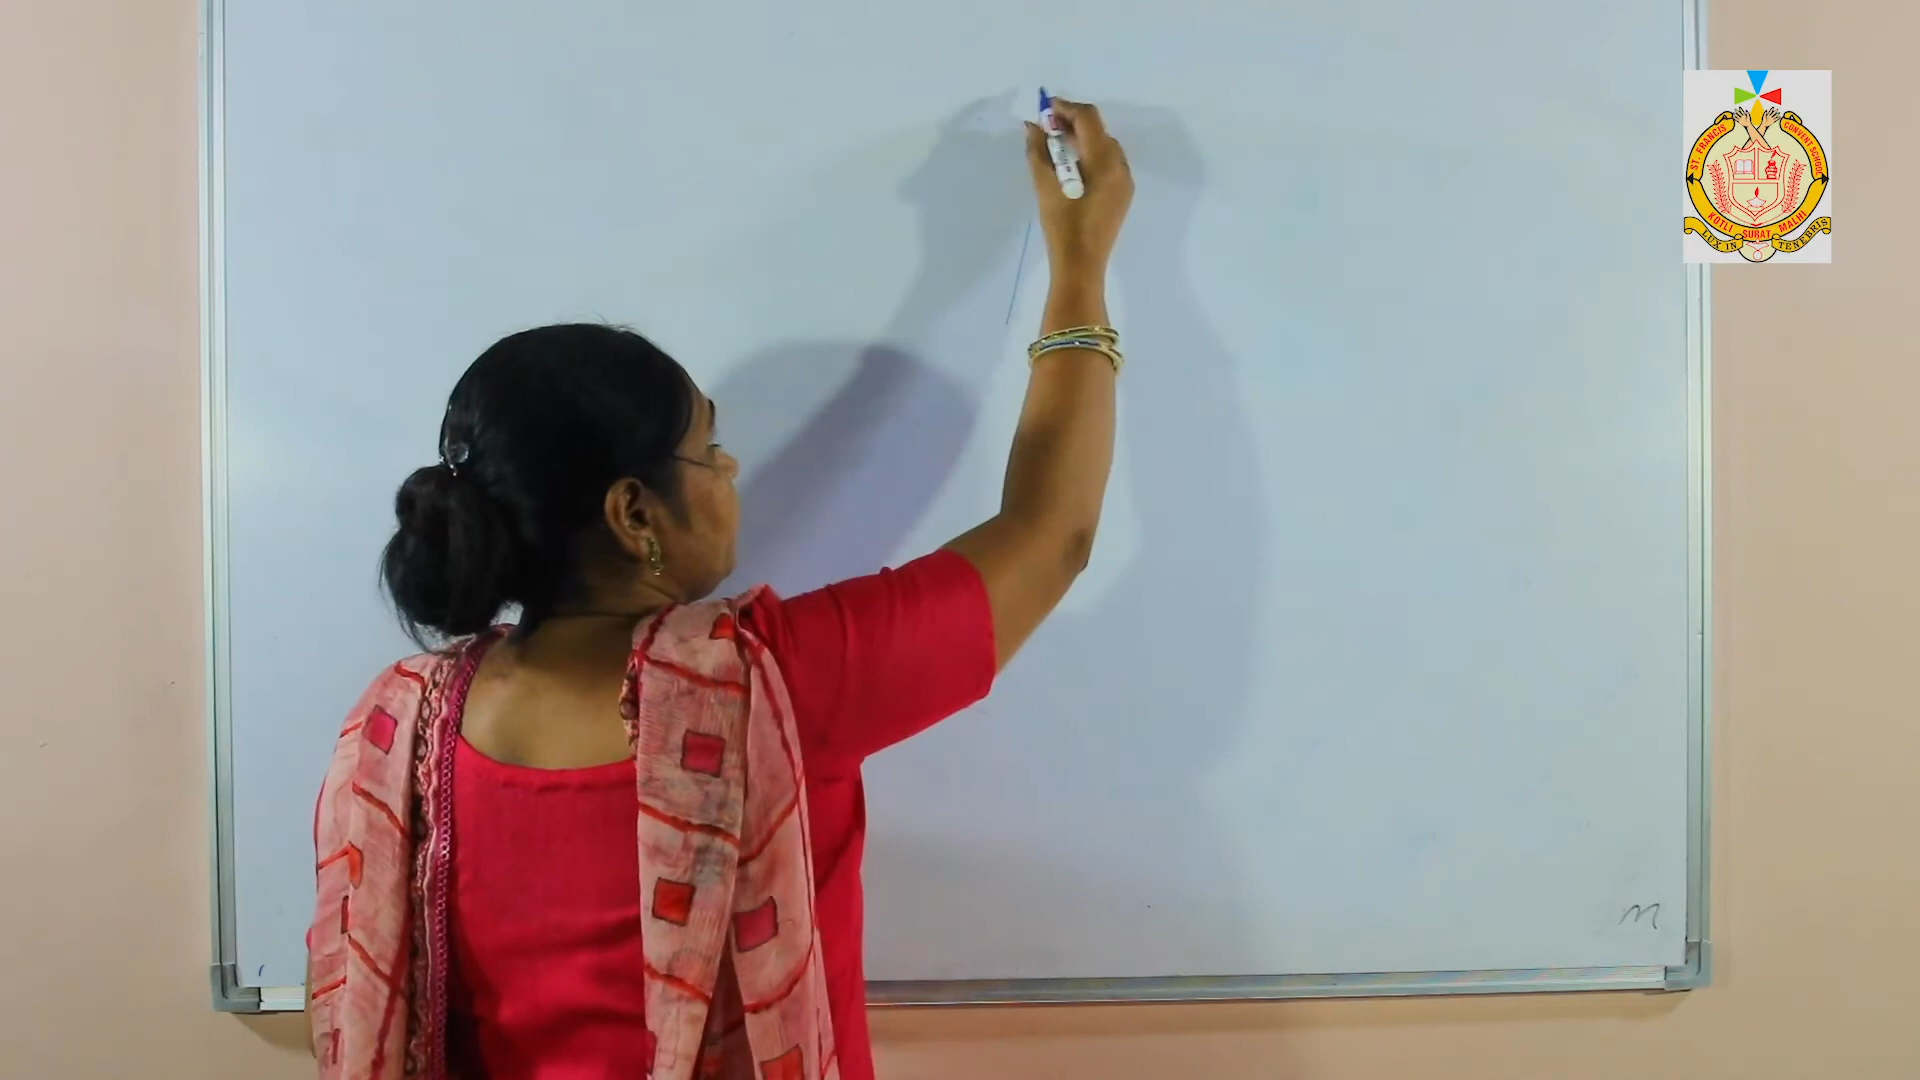 ST. FRANCIS CONVENT SCHOOL
KOTLI SURAT MALHI
LUX IN TENEBRIS
m